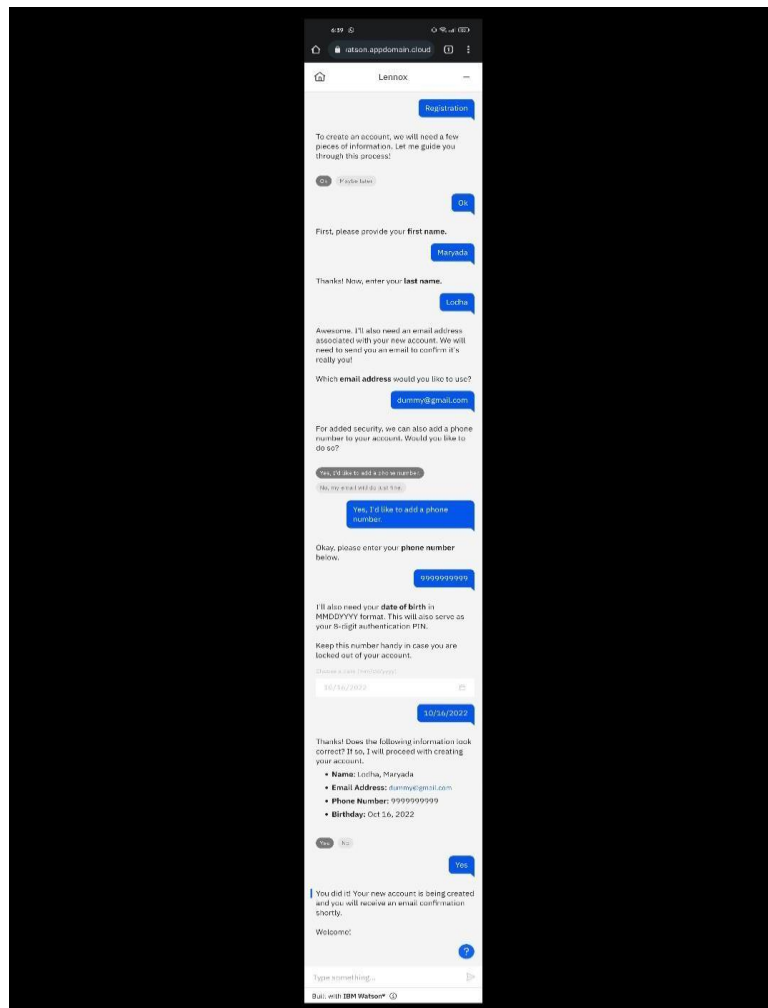 6:39
ratson.appdomain.cloud
Lennox
Registration
To create an account, we will need a few
pieces of information. Let me guide you
through this process!
Ok Maybe later
Ok
First, please provide your first name.
Maryada
Thanks! Now, enter your last name.
Lodha
Awesome. I'll also need an email address
associated with your new account. We will
need to send you an email to confirm it's
really you!
Which email address would you like to use?
dummy@gmail.com
For added security, we can also add a phone
number to your account. Would you like to
do so?
Yes, I'd like to add a phone number.
No, my email will do just fine.
Yes, I'd like to add a phone
number.
Okay, please enter your phone number
below.
9999999999
I'll also need your date of birth in
MMDDYYYY format. This will also serve as
your 8-digit authentication PIN.
Keep this number handy in case you are
locked out of your account.
Choose a date
10/16/2022
10/16/2022
Thanks! Does the following information look
correct? If so, I will proceed with creating
your account.
• Name: Lodha, Maryada
• Email Address: dummy@gmail.com
• Phone Number: 9999999999
• Birthday: Oct 16, 2022
Yes No
Yes
You did it! Your new account is being created
and you will receive an email confirmation
shortly.
Welcome!
?
Type something...
Built with IBM Watson®